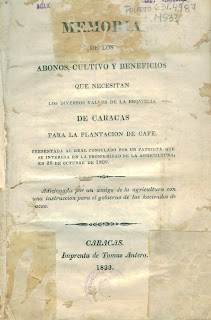 MEMORIA
DE LOS
ABONOS, CULTIVO Y BENEFICIOS
QUE NECESITAN
LOS DIVERSOS VALLES DE LA PROVINCIA
DE CARACAS
PARA LA PLANTACION DE CAFE.
PRESENTADA AL REAL CONSULADO POR UN PATRIOTA QUE
SE INTERESA EN LA PROSPERIDAD DE LA AGRICULTURA,
EN 28 DE OCTUBRE DE 1809.
Adicionada por un amigo de la agricultura con
una instruccion para el gobierno de las haciendas de
CARACAS.
Imprenta de Tomas Antero.
1833.